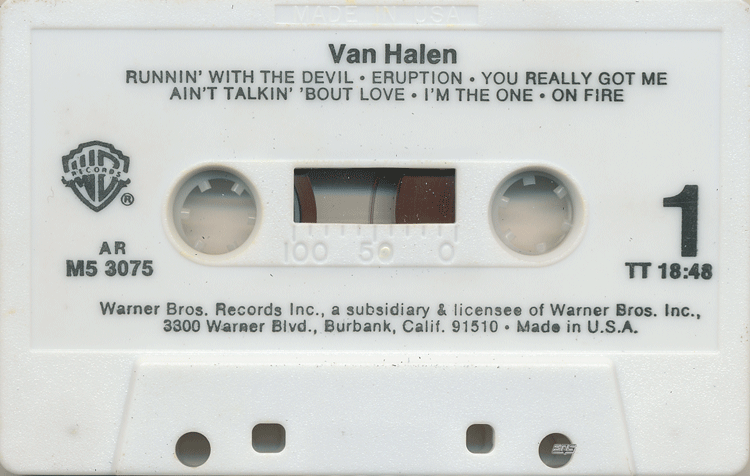 MADE IN USA
Van Halen
RUNNIN' WITH THE DEVIL • ERUPTION • YOU REALLY GOT ME
AIN'T TALKIN' 'BOUT LOVE • I'M THE ONE • ON FIRE
WB
RECORDS
®
AR
M5 3075
100 50 0
1
TT 18:48
Warner Bros. Records Inc., a subsidiary & licensee of Warner Bros. Inc.,
3300 Warner Blvd., Burbank, Calif. 91510 • Made in U.S.A.